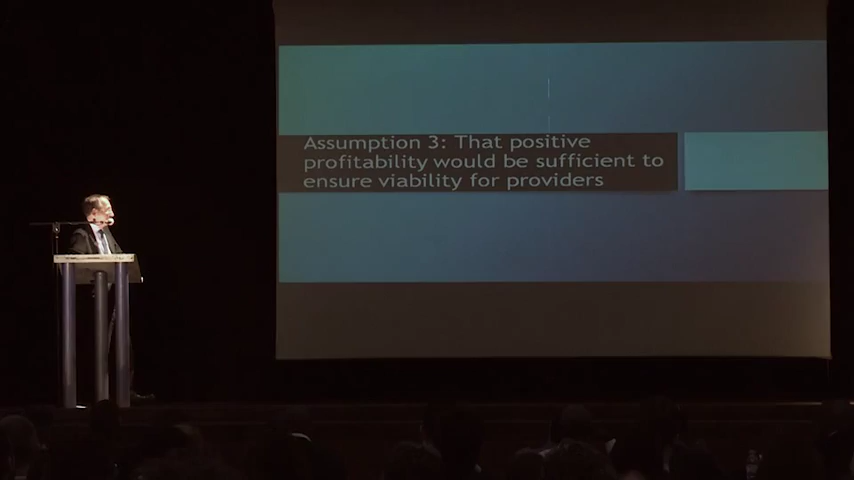 Assumption 3: That positive
profitability would be sufficient to
ensure viability for providers